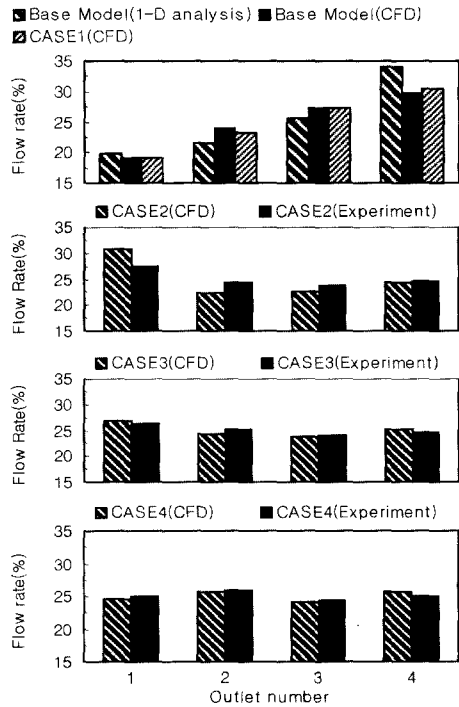 Base Model(1-D analysis) Base Model(CFD)
CASE1(CFD)
Flow rate(%)
35
30
25
20
15
CASE2(CFD) CASE2(Experiment)
Flow Rate(%)
35
30
25
20
15
CASE3(CFD) CASE3(Experiment)
Flow Rate(%)
35
30
25
20
15
CASE4(CFD) CASE4(Experiment)
Flow rate(%)
35
30
25
20
15
1 2 3 4
Outlet number